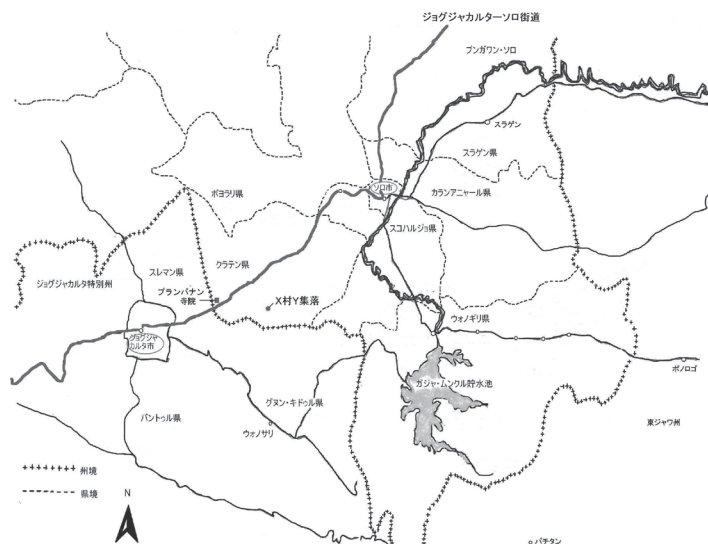 ジョグジャカルターソロ街道
ブンガワン・ソロ
スラゲン
スラゲン県
ソロ市
カランアニャール県
ボヨラリ県
スコハルジョ県
スレマン県
クラテン県
ジョグジャカルタ特別州
プランバナン
寺院
X村Y集落
ウォノギリ県
ジョグジャ
カルタ市
ポノロゴ
ガジャ・ムンクル貯水池
グヌン・キドゥル県
バントゥル県
ウォノサリ
東ジャワ州
州境
県境
N
パチタン